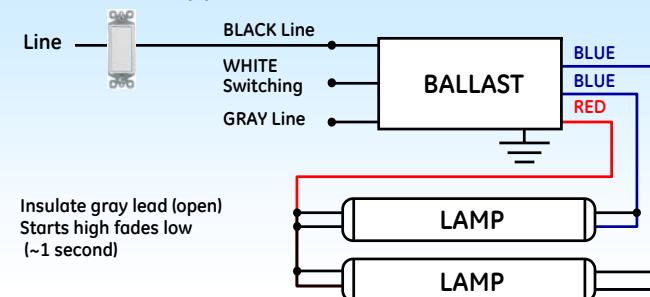 Line
BLACK Line
WHITE
Switching
GRAY Line
BALLAST
BLUE
BLUE
RED
Insulate gray lead (open)
Starts high fades low
(~1 second)
LAMP
LAMP